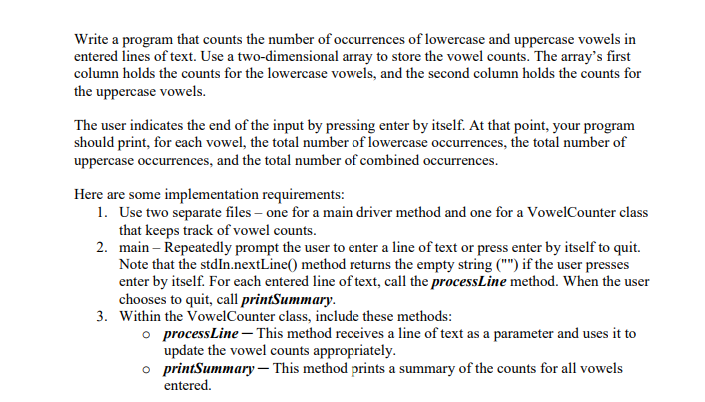 Write a program that counts the number of occurrences of lowercase and uppercase vowels in
entered lines of text. Use a two-dimensional array to store the vowel counts. The array's first
column holds the counts for the lowercase vowels, and the second column holds the counts for
the uppercase vowels.
The user indicates the end of the input by pressing enter by itself. At that point, your program
should print, for each vowel, the total number of lowercase occurrences, the total number of
uppercase occurrences, and the total number of combined occurrences.
Here are some implementation requirements:
1. Use two separate files – one for a main driver method and one for a VowelCounter class
that keeps track of vowel counts.
2. main – Repeatedly prompt the user to enter a line of text or press enter by itself to quit.
Note that the stdIn.nextLine() method returns the empty string ("") if the user presses
enter by itself. For each entered line of text, call the processLine method. When the user
chooses to quit, call printSummary.
3. Within the VowelCounter class, include these methods:
o processLine — This method receives a line of text as a parameter and uses it to
update the vowel counts appropriately.
o printSummary — This method prints a summary of the counts for all vowels
entered.